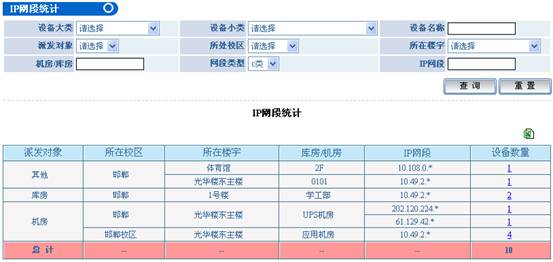 IP网段统计
设备大类 请选择 设备小类 请选择 设备名称
派发对象 请选择 所处校区 请选择 所在楼宇 请选择
机房/库房 网段类型 c类 IP网段
查 询 重 置
IP网段统计
派发对象 所在校区 所在楼宇 库房/机房 IP网段 设备数量
其他 邯郸 体育馆 2F 10.108.0.* 1
光华楼东主楼 0101 10.49.2.* 1
库房 邯郸 1号楼 学工部 10.49.2.* 2
机房 邯郸 光华楼东主楼 UPS机房 202.120.224.* 1
61.129.42.* 1
邯郸校区 光华楼东主楼 应用机房 10.49.2.* 4
总 计 -- -- -- -- 10